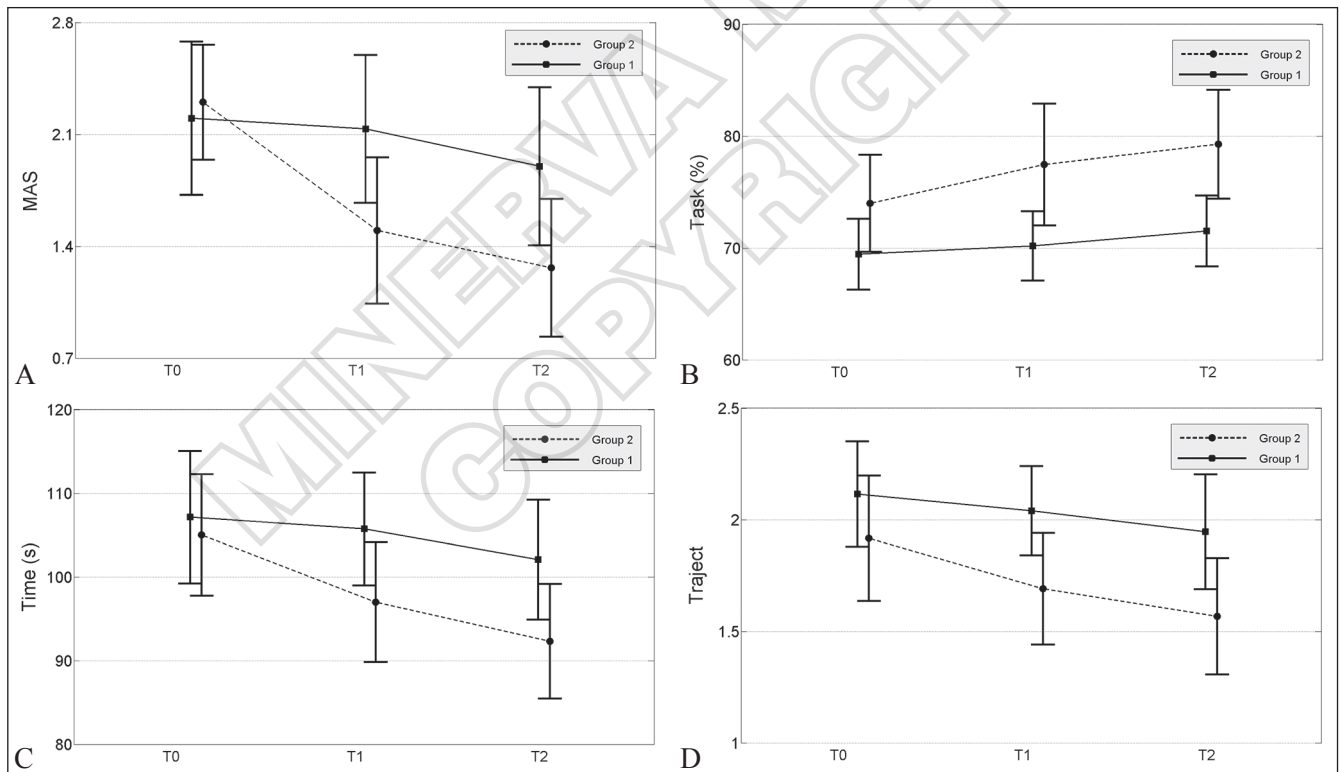 2.8
2.1
1.4
0.7
MAS
Group 2
Group 1
T0
T1
T2
A
90
80
70
60
Task (%)
Group 2
Group 1
T0
T1
T2
B
120
110
100
90
80
Time (s)
Group 2
Group 1
T0
T1
T2
C
2.5
2
1.5
1
Traject
Group 2
Group 1
T0
T1
T2
D
MINERVA
COPYRIGH